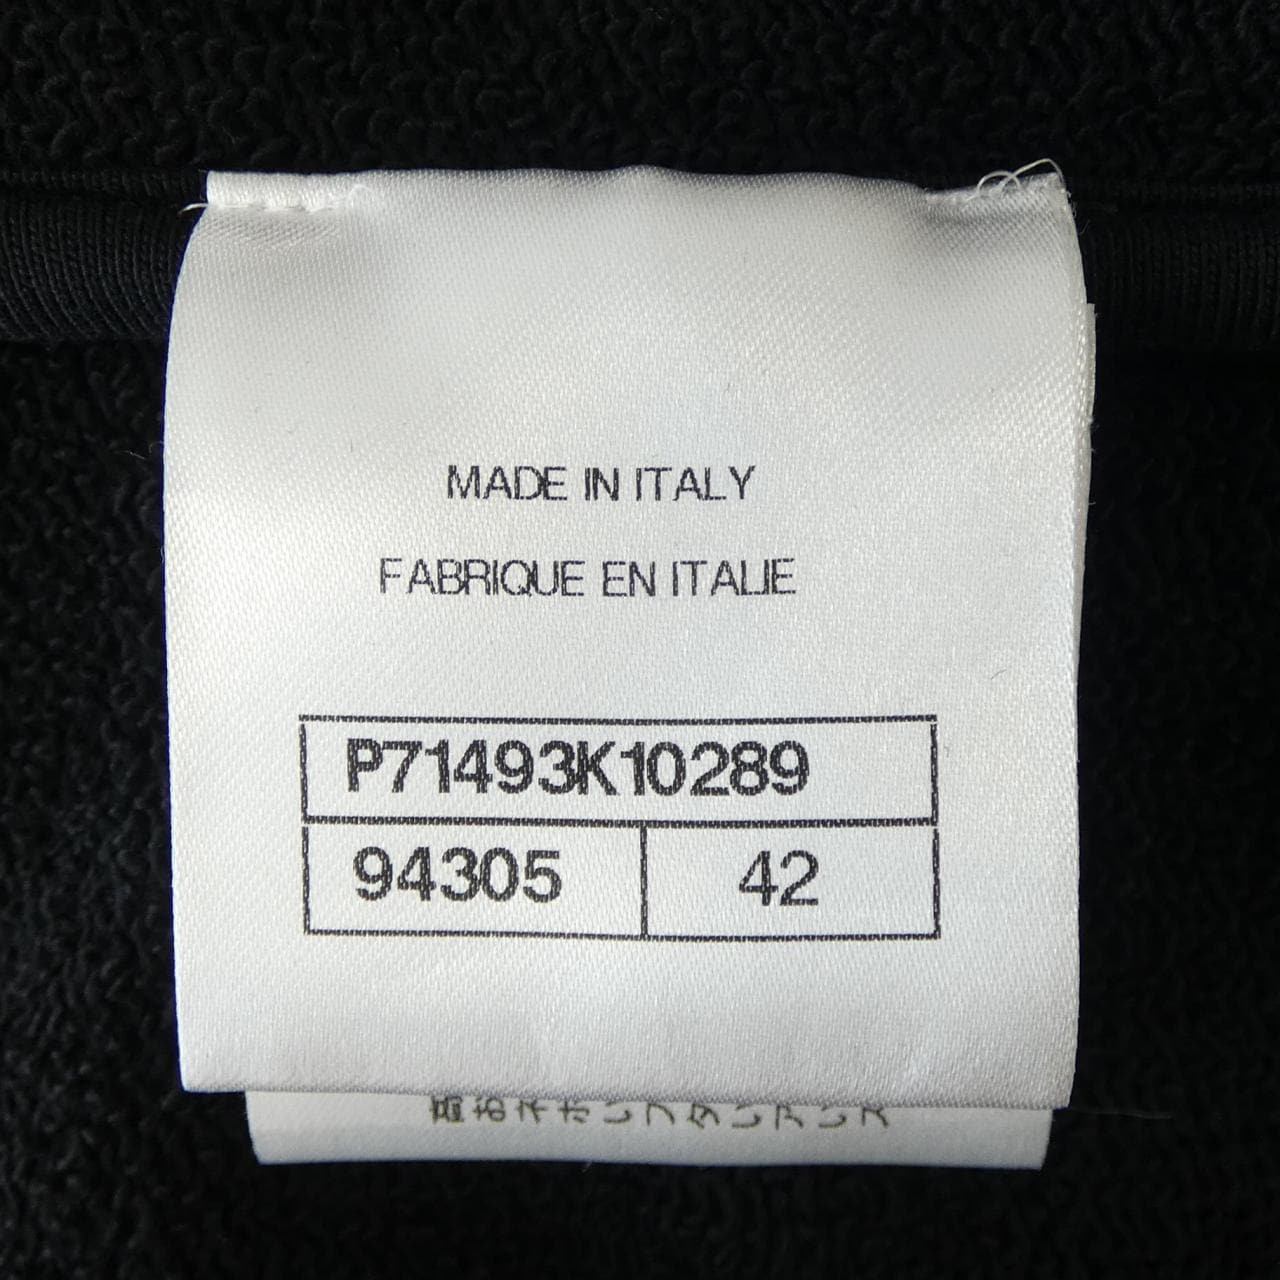 MADE IN ITALY
FABRIQUE EN ITALIE
P71493K10289
94305 42